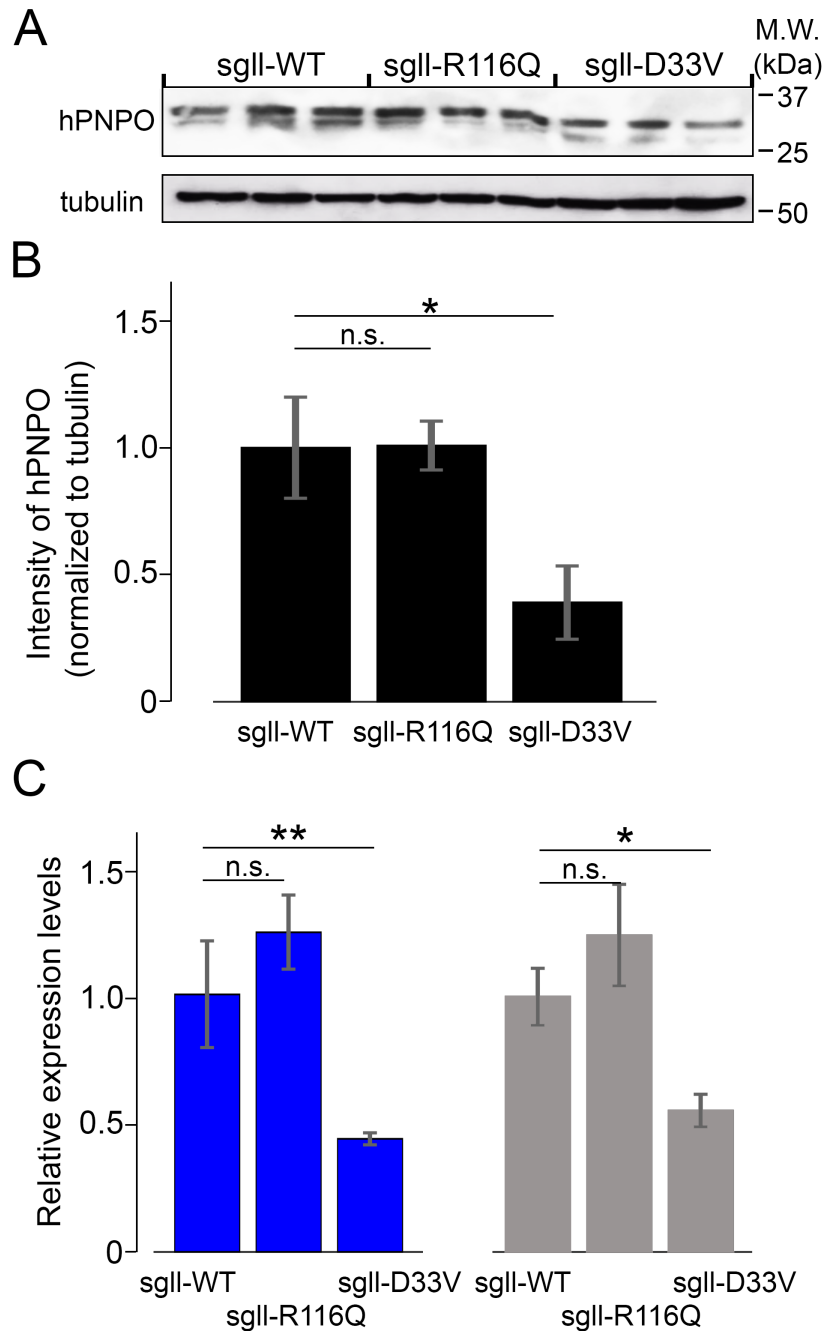 A
M.W.
(kDa)
sgII-WT sgII-R116Q sgII-D33V
hPNPO
37
25
tubulin
50
B
Intensity of hPNPO
(normalized to tubulin)
1.5
1.0
0.5
0
*
n.s.
sgII-WT sgII-R116Q sgII-D33V
C
Relative expression levels
1.5
1.0
0.5
0
**
n.s.
*
n.s.
sgII-WT sgII-D33V sgII-WT sgII-D33V
sgII-R116Q sgII-R116Q